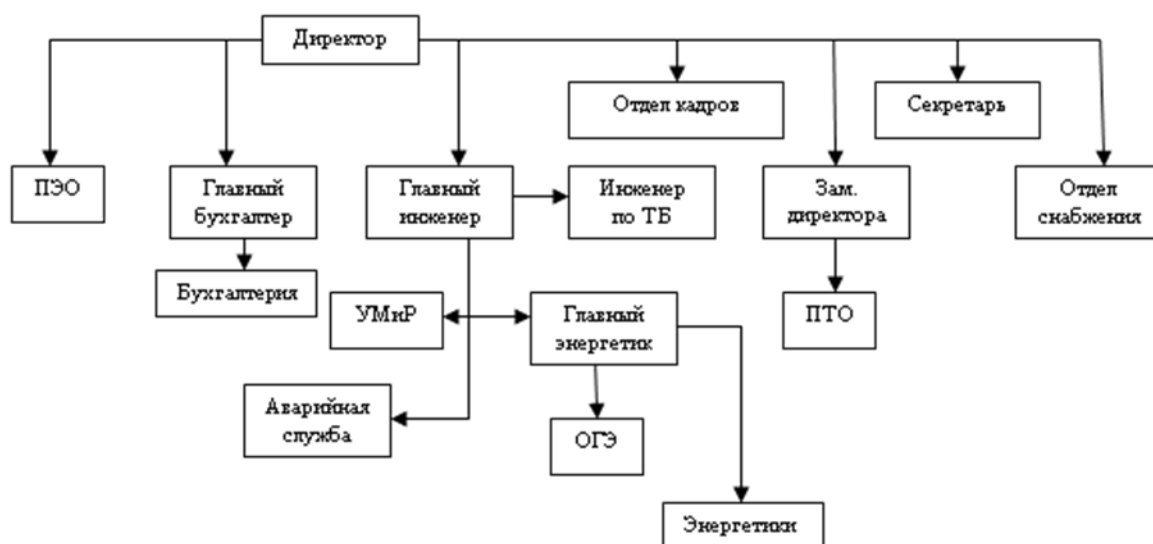 Директор
Отдел кадров
Секретарь
ПЭО
Главный
бухгалтер
Главный
инженер
Инженер
по ТБ
Зам.
директора
Отдел
снабжения
Бухгалтерия
УМиР
Главный
энергетик
ПТО
Аварийная
служба
ОГЭ
Энергетики